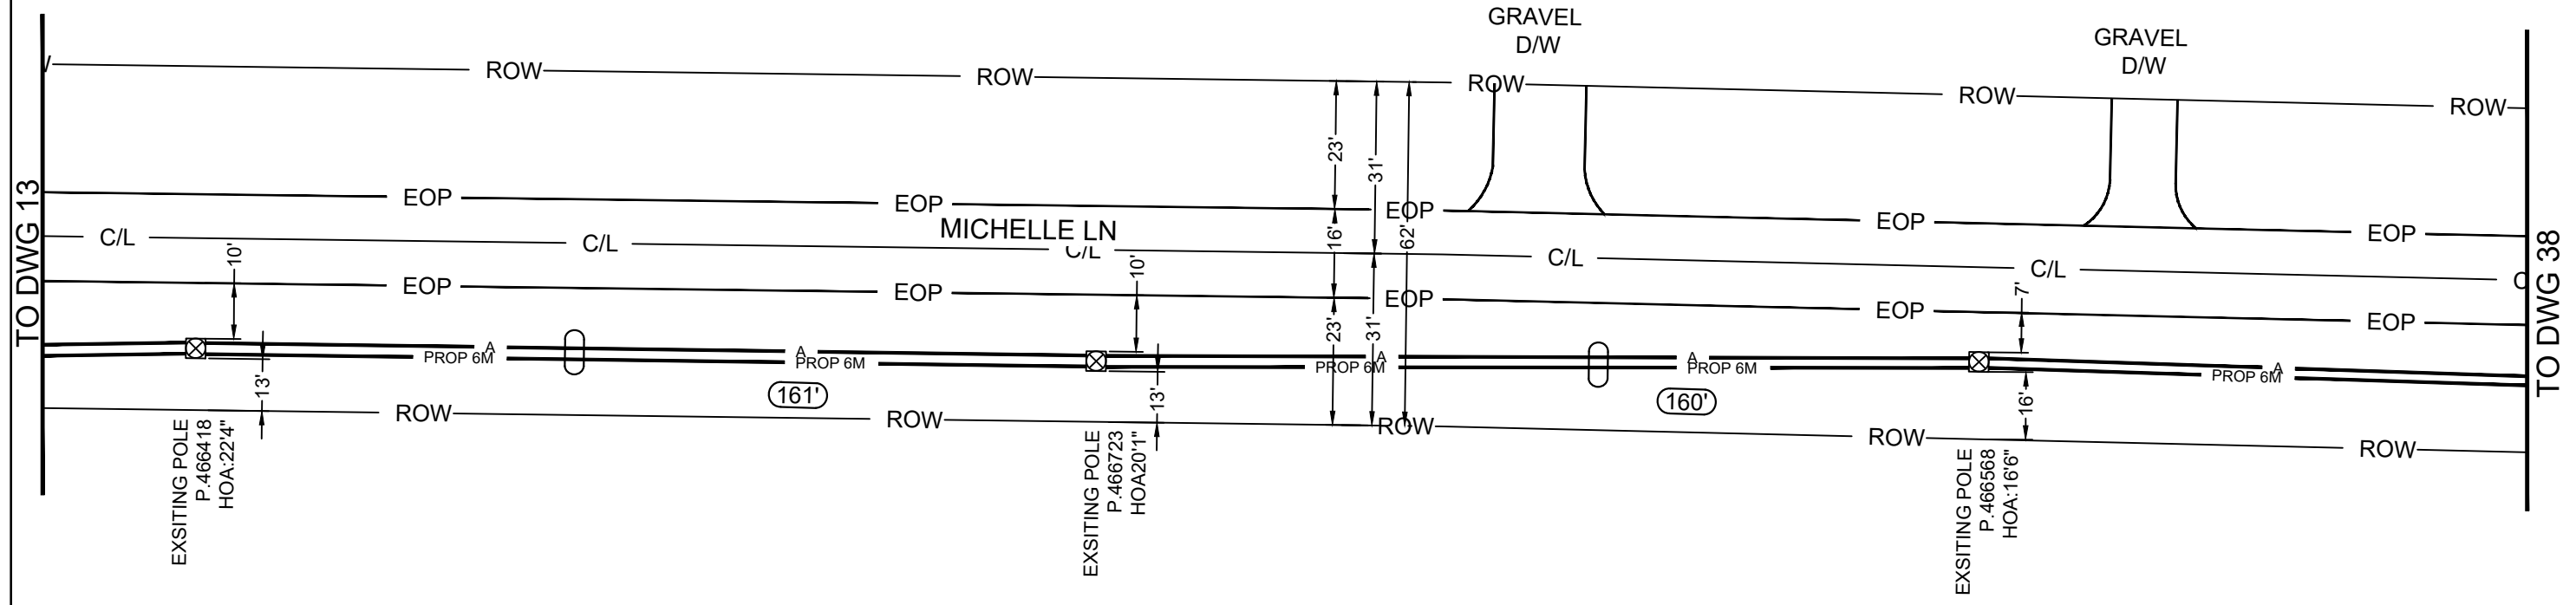 GRAVEL
D/W
GRAVEL
D/W
ROW
ROW
ROW
ROW
ROW
23'
31'
TO DWG 13
EOP
EOP
EOP
EOP
EOP
MICHELLE LN
C/L
C/L
C/L
C/L
C/L
16'
62'
TO DWG 38
10'
10'
7'
EOP
EOP
EOP
EOP
EOP
23'
31'
A
PROP 6M
A
PROP 6M
A
PROP 6M
A
PROP 6M
A
PROP 6M
13'
161'
13'
160'
16'
ROW
ROW
ROW
ROW
ROW
EXSITING POLE
P.466418
HOA:22'4"
EXSITING POLE
P.466723
HOA20'1"
EXSITING POLE
P.466568
HOA:16'6"